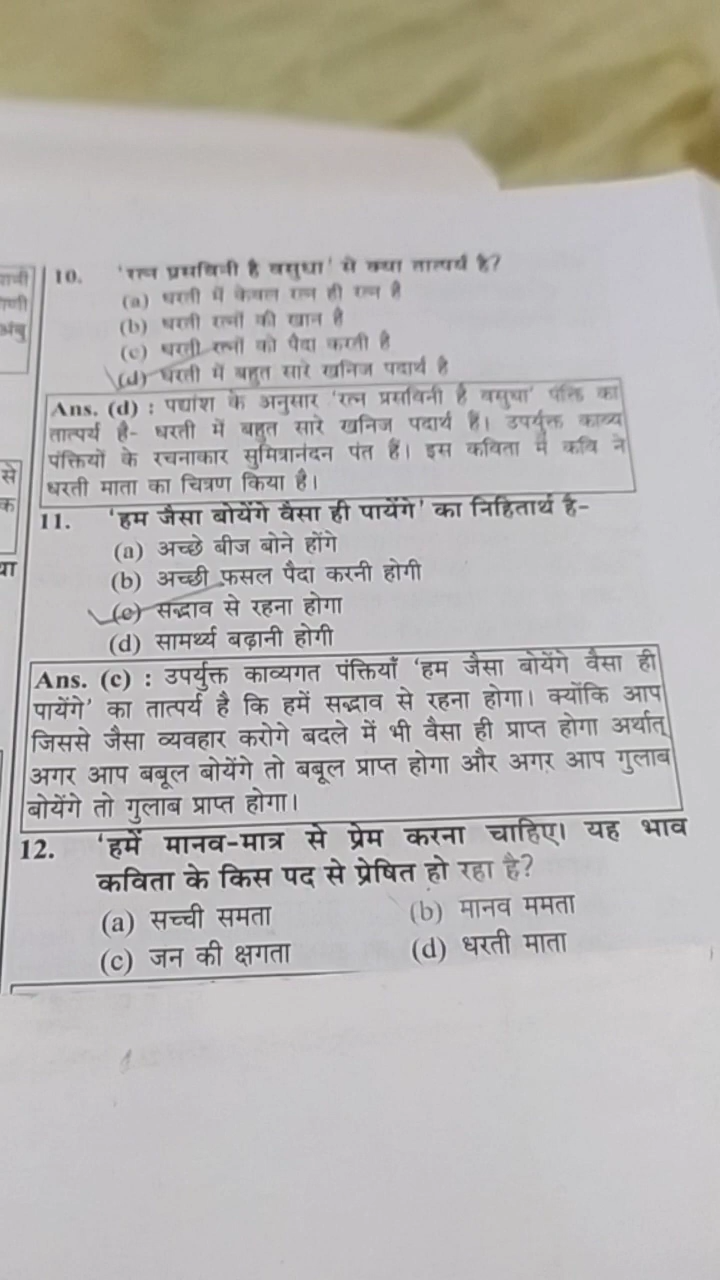 10. 'रत्न प्रसविनी है वसुधा' से क्या तात्पर्य है?
(a) धरती में केवल रत्न ही रत्न है
(b) धरती रत्नों की खान है
(c) धरती रत्नों को पैदा करती है
(d) धरती में बहुत सारे खनिज पदार्थ है
Ans. (d) : पद्यांश के अनुसार 'रत्न प्रसविनी है वसुधा' पंक्ति का
तात्पर्य है- धरती में बहुत सारे खनिज पदार्थ हैं। उपर्युक्त काव्य
पंक्तियों के रचनाकार सुमित्रानंदन पंत हैं। इस कविता में कवि ने
धरती माता का चित्रण किया है।
से
क
11. 'हम जैसा बोयेंगे वैसा ही पायेंगे' का निहितार्थ है-
(a) अच्छे बीज बोने होंगे
(b) अच्छी फसल पैदा करनी होगी
(c) सद्भाव से रहना होगा
(d) सामर्थ्य बढ़ानी होगी
Ans. (c) : उपर्युक्त काव्यगत पंक्तियाँ 'हम जैसा बोयेंगे वैसा ही
पायेंगे' का तात्पर्य है कि हमें सद्भाव से रहना होगा। क्योंकि आप
जिससे जैसा व्यवहार करोगे बदले में भी वैसा ही प्राप्त होगा अर्थात्
अगर आप बबूल बोयेंगे तो बबूल प्राप्त होगा और अगर आप गुलाब
बोयेंगे तो गुलाब प्राप्त होगा।
12. 'हमें मानव-मात्र से प्रेम करना चाहिए। यह भाव
कविता के किस पद से प्रेषित हो रहा है?
(a) सच्ची समता (b) मानव ममता
(c) जन की क्षगता (d) धरती माता